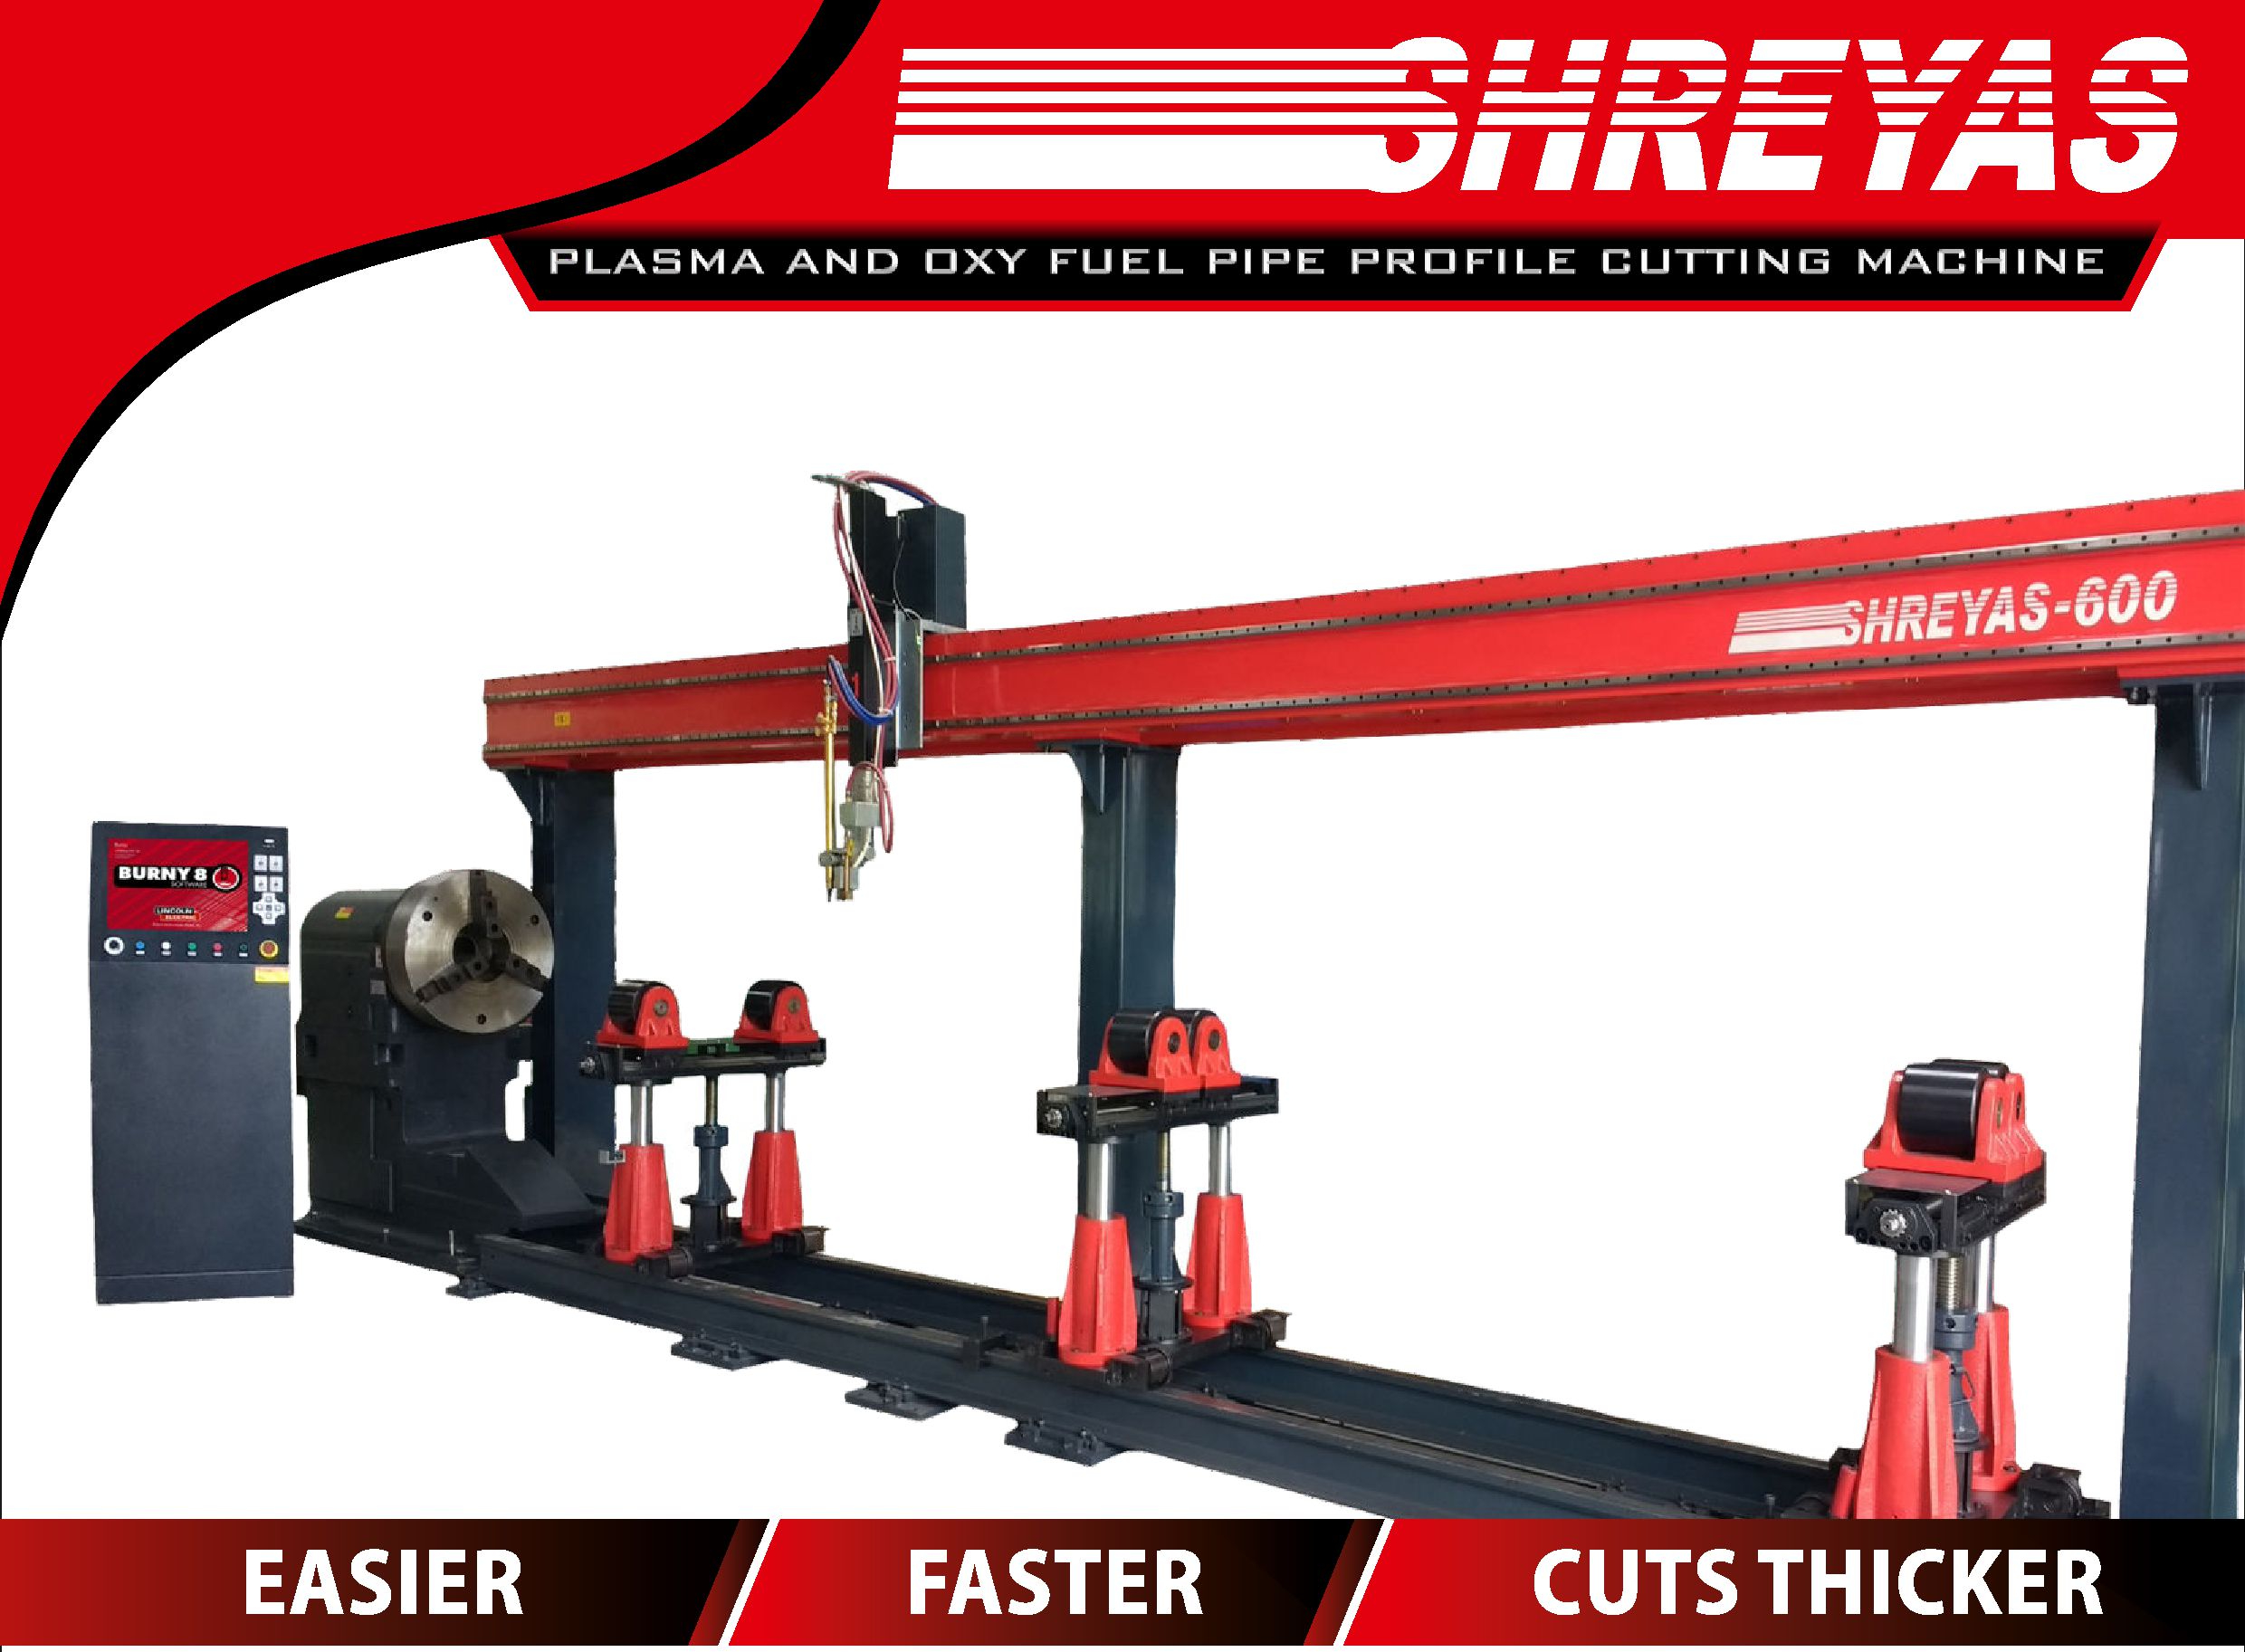 SHREYAS
PLASMA AND OXY FUEL PIPE PROFILE CUTTING MACHINE
SHREYAS-600
BURNY 8
SOFTWARE
LINCOLN
ELECTRIC
EASIER
FASTER
CUTS THICKER